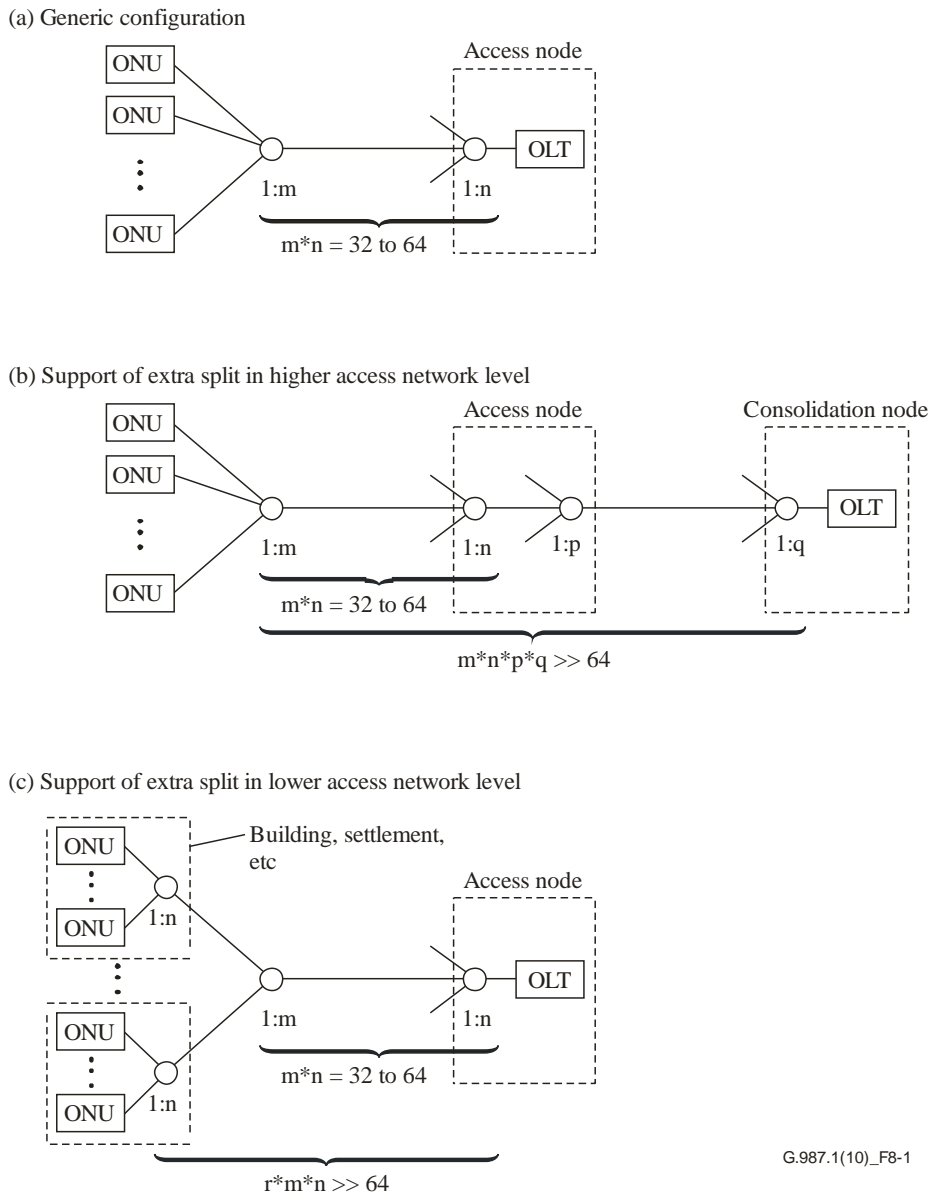 (a) Generic configuration
Access node
ONU
ONU
ONU
OLT
1:m
1:n
m*n = 32 to 64
(b) Support of extra split in higher access network level
Access node
Consolidation node
ONU
ONU
ONU
OLT
1:m
1:n
1:p
1:q
m*n = 32 to 64
m*n*p*q >> 64
(c) Support of extra split in lower access network level
Building, settlement,
etc
Access node
ONU
ONU
1:n
OLT
1:m
1:n
ONU
ONU
1:n
m*n = 32 to 64
r*m*n >> 64
G.987.1(10)_F8-1